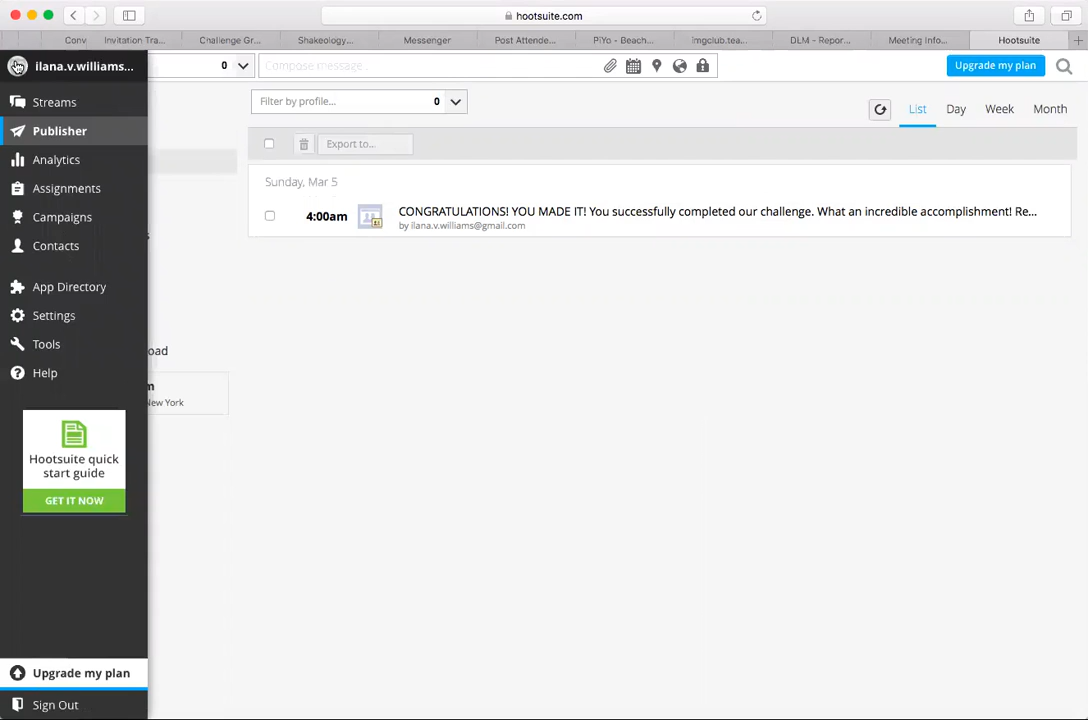 hootsuite.com
Conv
Invitation Tra...
Challenge Gr...
Shakeology...
Messenger
Post Attende...
PiYo - Beach...
imgclub.tea...
DLM - Repor...
Meeting Info...
Hootsuite
ilana.v.williams...
0
Compose message...
Upgrade my plan
Streams
Filter by profile...
0
List
Day
Week
Month
Publisher
Export to...
Analytics
Sunday, Mar 5
Assignments
4:00am
CONGRATULATIONS! YOU MADE IT! You successfully completed our challenge. What an incredible accomplishment! Re...
by ilana.v.williams@gmail.com
Campaigns
Contacts
App Directory
Settings
Tools
oad
Help
m
New York
Hootsuite quick
start guide
GET IT NOW
Upgrade my plan
Sign Out